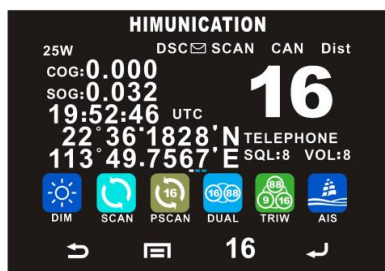 HIMUNICATION
25W DSC SCAN CAN Dist
COG:0.000
SOG:0.032
16
19:52:46 UTC
22°36'1828'N TELEPHONE
113°49.7567'E SQL:8 VOL:8
16 16 88 88 9 16
DIM SCAN PSCAN DUAL TRIW AIS
16